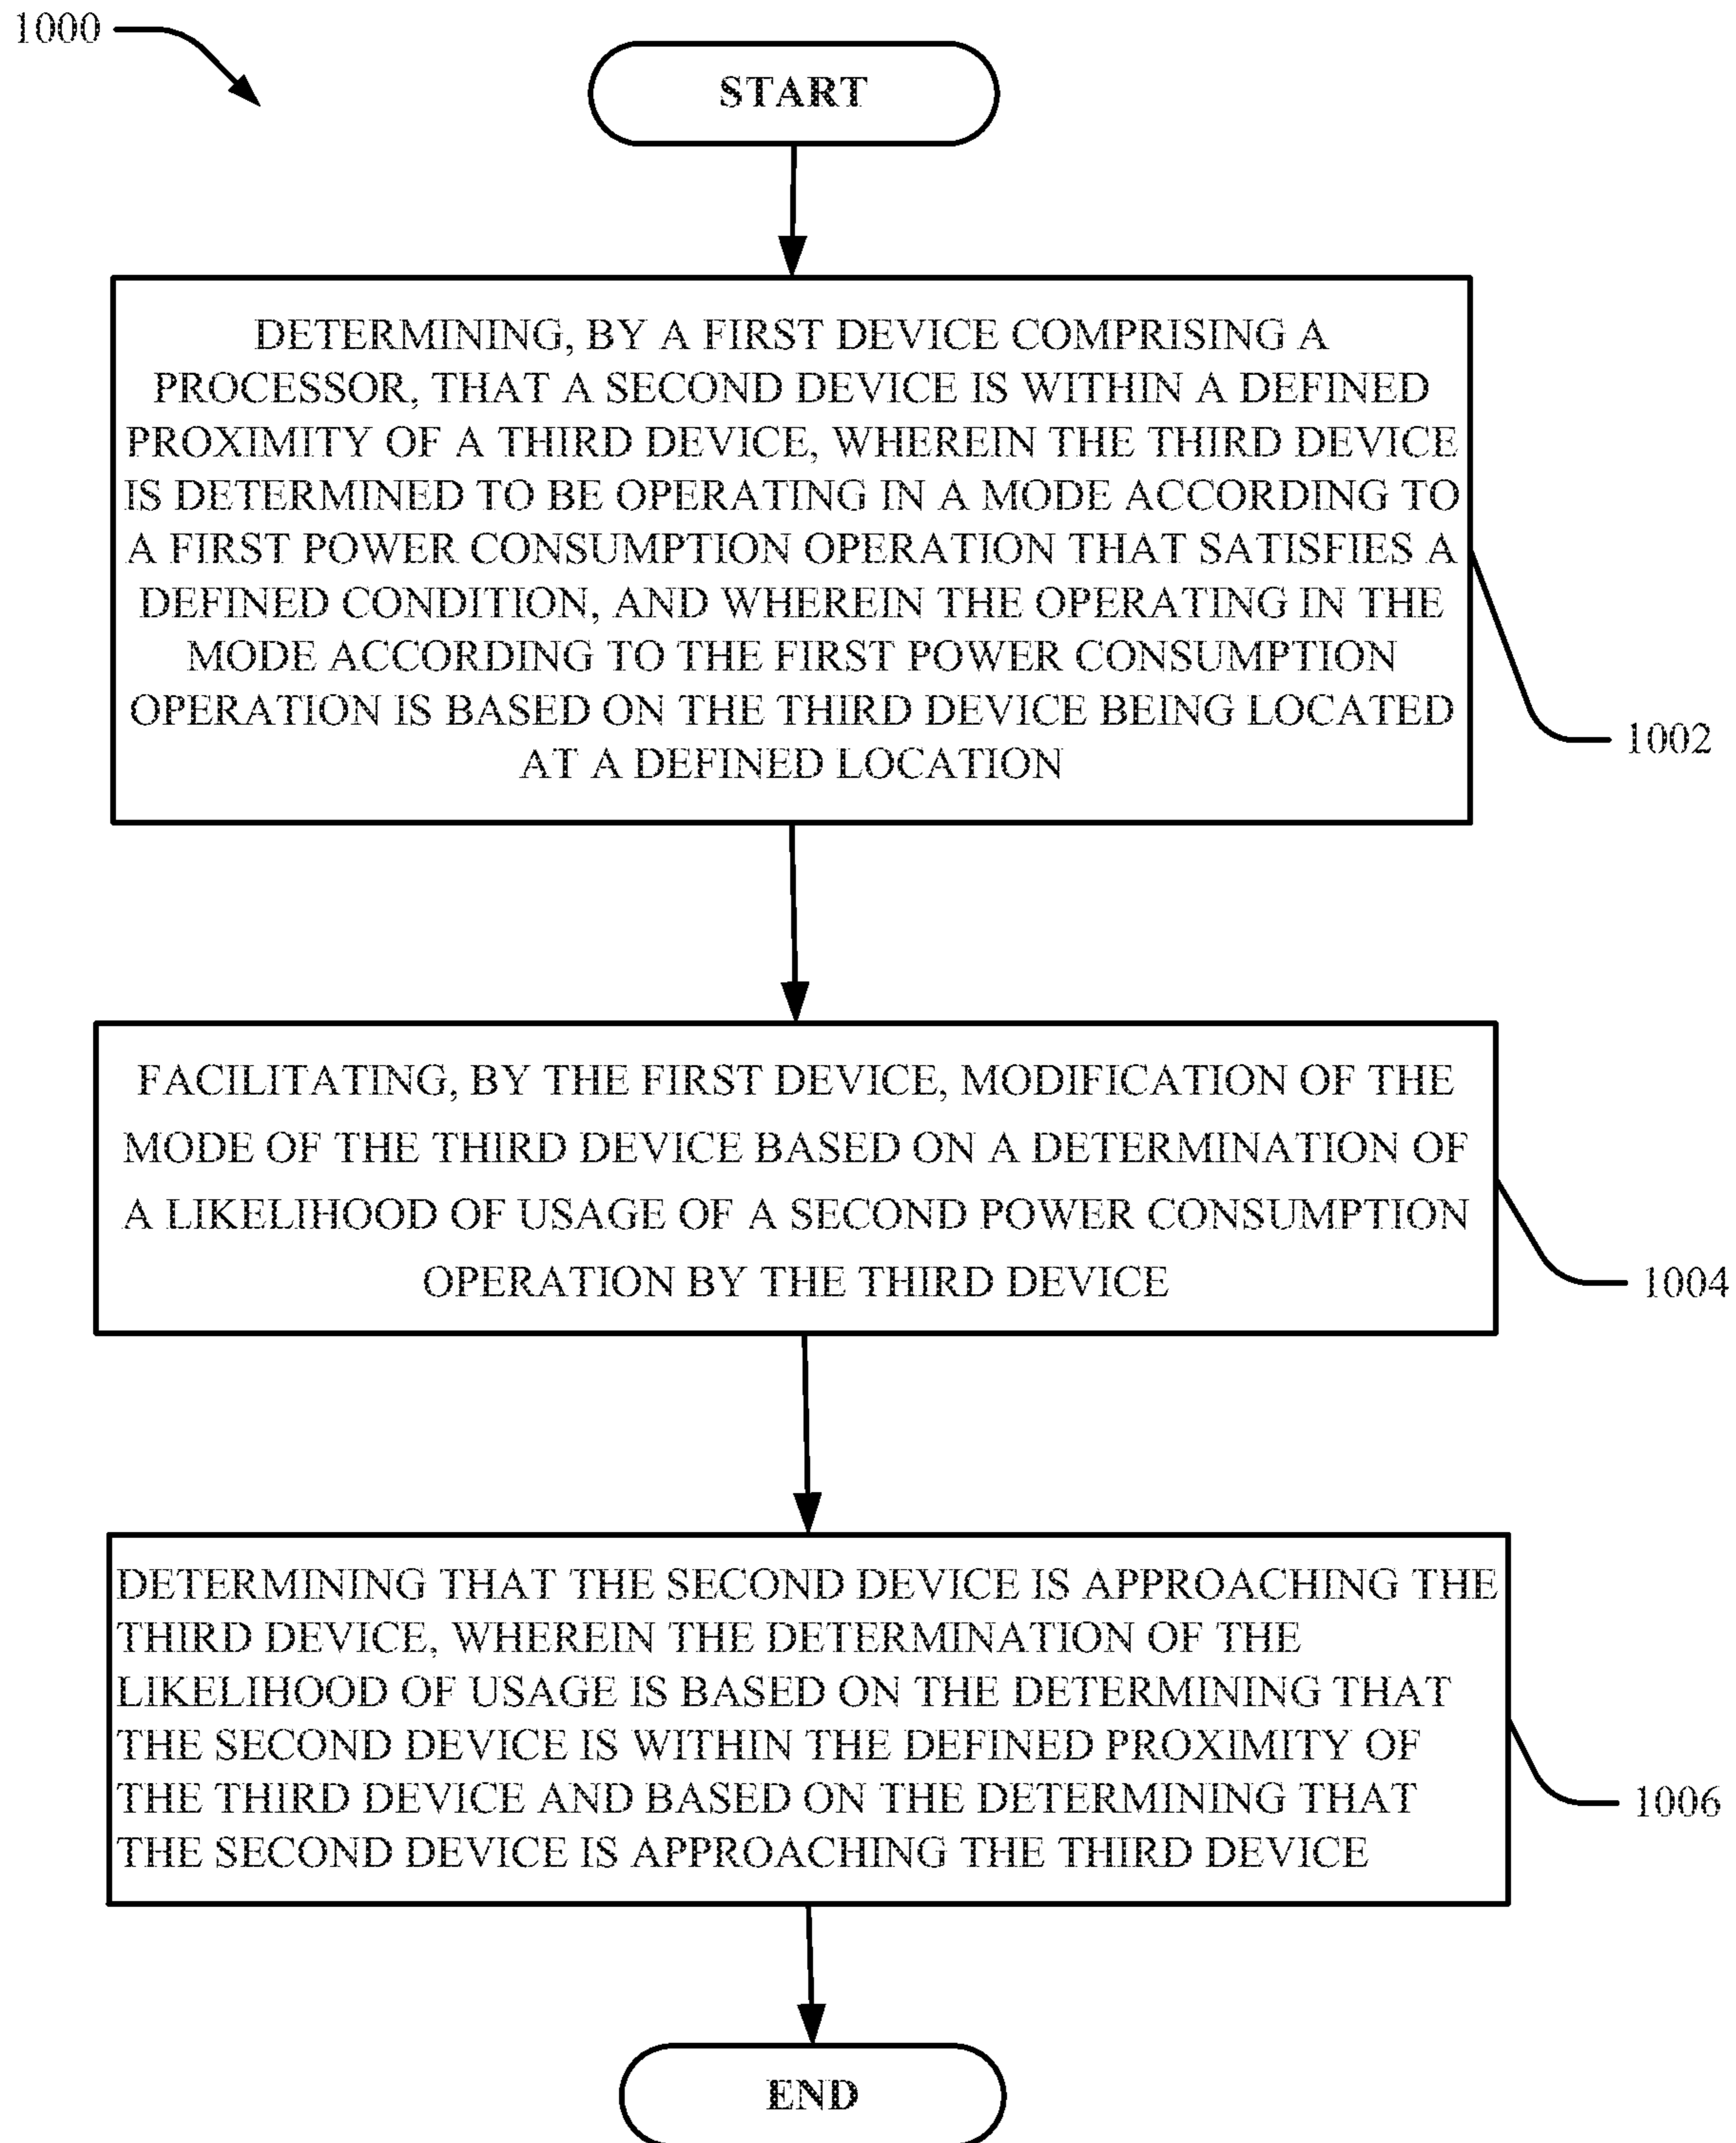 1000
START
DETERMINING, BY A FIRST DEVICE COMPRISING A
PROCESSOR, THAT A SECOND DEVICE IS WITHIN A DEFINED
PROXIMITY OF A THIRD DEVICE, WHEREIN THE THIRD DEVICE
IS DETERMINED TO BE OPERATING IN A MODE ACCORDING TO
A FIRST POWER CONSUMPTION OPERATION THAT SATISFIES A
DEFINED CONDITION, AND WHEREIN THE OPERATING IN THE
MODE ACCORDING TO THE FIRST POWER CONSUMPTION
OPERATION IS BASED ON THE THIRD DEVICE BEING LOCATED
AT A DEFINED LOCATION
1002
FACILITATING, BY THE FIRST DEVICE, MODIFICATION OF THE
MODE OF THE THIRD DEVICE BASED ON A DETERMINATION OF
A LIKELIHOOD OF USAGE OF A SECOND POWER CONSUMPTION
OPERATION BY THE THIRD DEVICE
1004
DETERMINING THAT THE SECOND DEVICE IS APPROACHING THE
THIRD DEVICE, WHEREIN THE DETERMINATION OF THE
LIKELIHOOD OF USAGE IS BASED ON THE DETERMINING THAT
THE SECOND DEVICE IS WITHIN THE DEFINED PROXIMITY OF
THE THIRD DEVICE AND BASED ON THE DETERMINING THAT
THE SECOND DEVICE IS APPROACHING THE THIRD DEVICE
1006
END